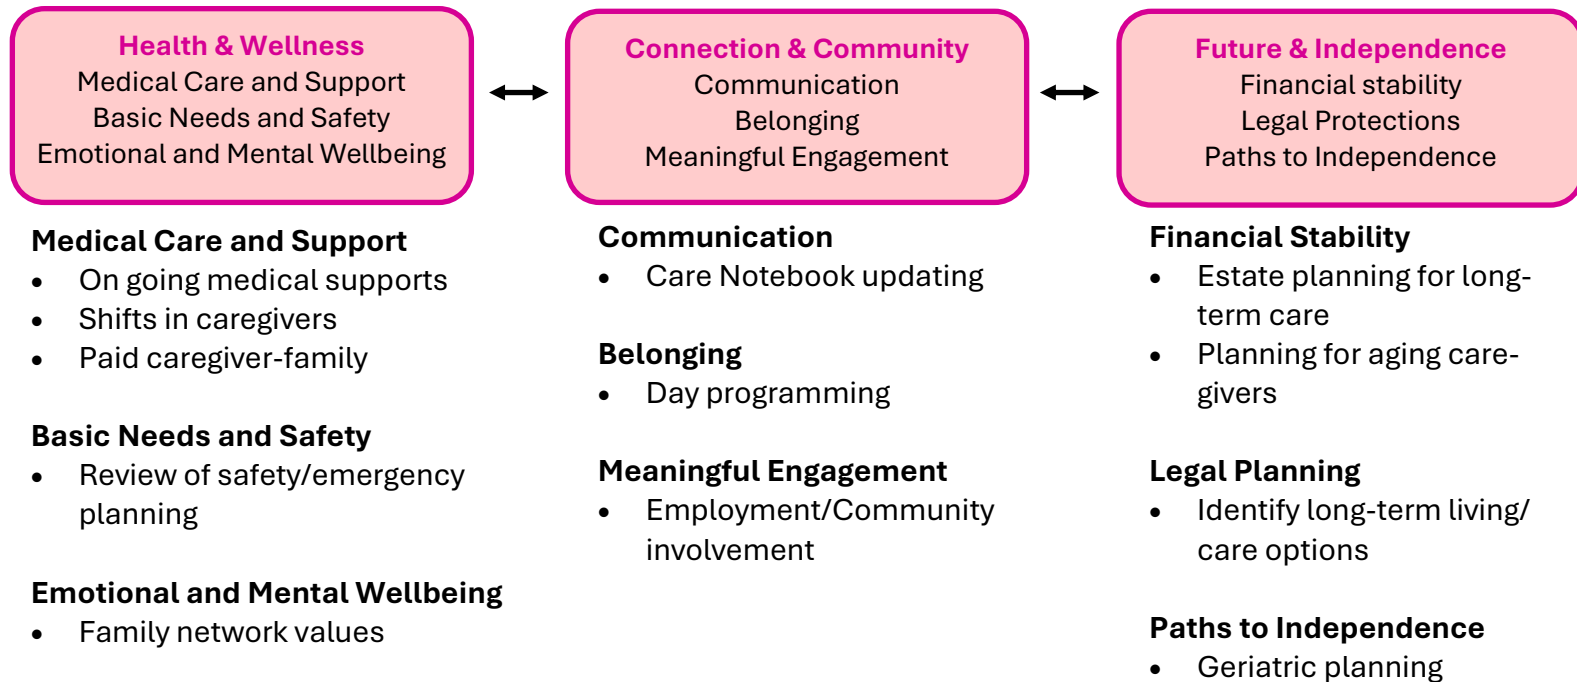 Health & Wellness
Medical Care and Support
Basic Needs and Safety
Emotional and Mental Wellbeing
Connection & Community
Communication
Belonging
Meaningful Engagement
Future & Independence
Financial stability
Legal Protections
Paths to Independence
Medical Care and Support
• On going medical supports
• Shifts in caregivers
• Paid caregiver-family
Basic Needs and Safety
• Review of safety/emergency
planning
Emotional and Mental Wellbeing
• Family network values
Communication
• Care Notebook updating
Belonging
• Day programming
Meaningful Engagement
• Employment/Community
involvement
Financial Stability
• Estate planning for long-
term care
• Planning for aging care-
givers
Legal Planning
• Identify long-term living/
care options
Paths to Independence
• Geriatric planning